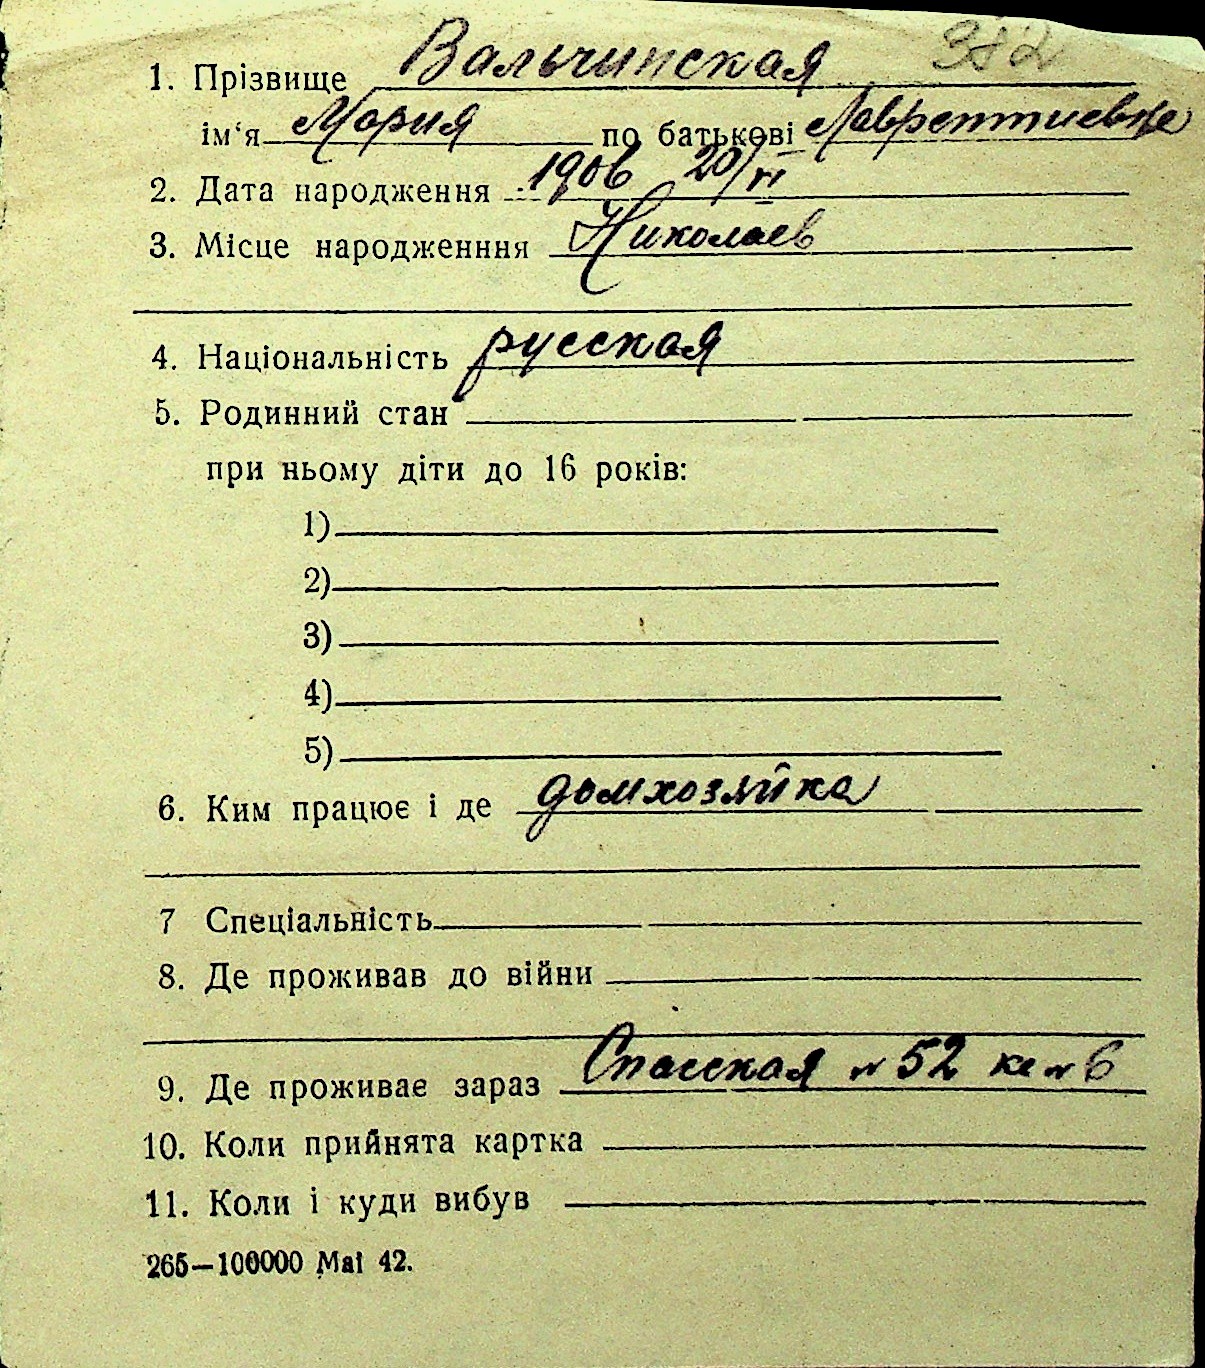 382
1. Прізвище Вальчинская
ім‘я Мария по батькові Лаврентиевна
2. Дата народження 1906 20/VI
3. Місце народженння Николаев
4. Національність русская
5. Родинний стан
при ньому діти до 16 років:
1)
2)
3)
4)
5)
6. Ким працює і де домхозяйка
7 Спеціальність
8. Де проживав до війни
9. Де проживає зараз Спасская № 52 кв № 6
10. Коли прийнята картка
11. Коли і куди вибув
265—100000 Mai 42.